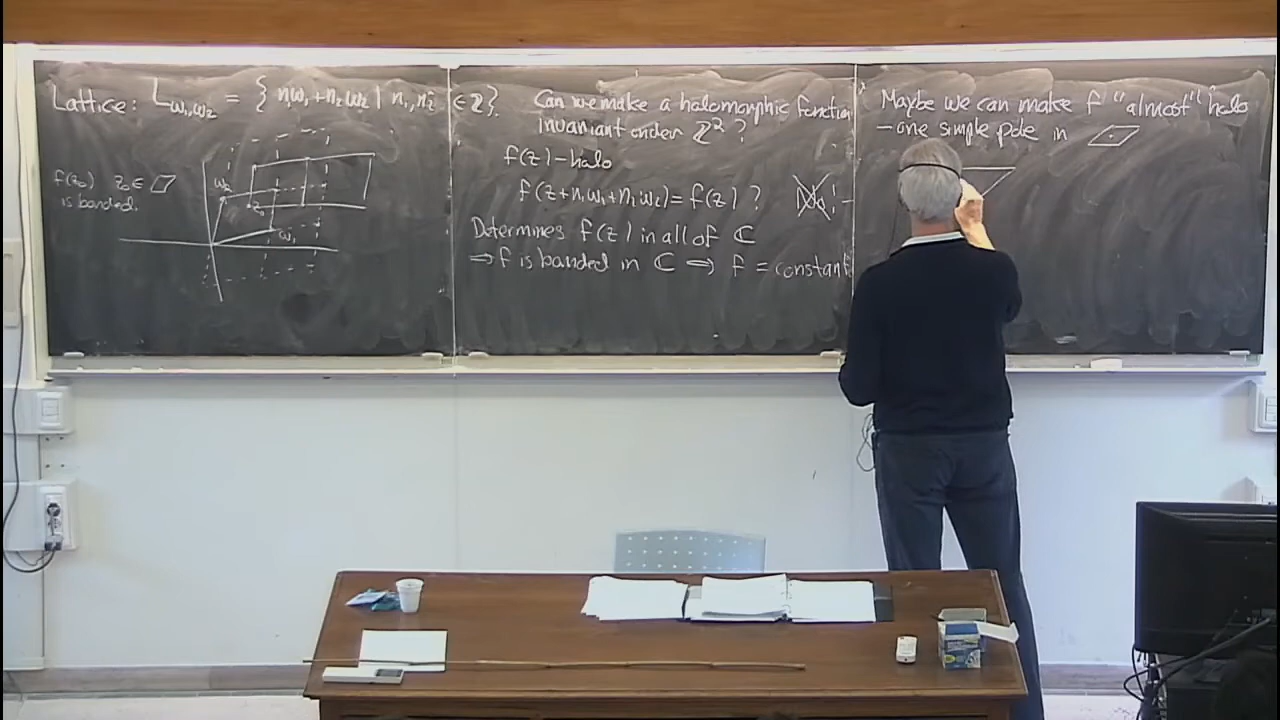 Lattice: L_{ω₁,ω₂} = { n₁ω₁ + n₂ω₂ | n₁, n₂ ∈ ℤ }.
f(z₀) z₀ ∈ ▱
is banded.
ω₂
z₀
ω₁
Can we make a holomorphic function
invariant under ℤ² ?
f(z) – holo
f(z + n₁ω₁ + n₂ω₂) = f(z) ?
No!
Determines f(z) in all of ℂ
⇒ f is banded in ℂ ⇒ f = constant
Maybe we can make f "almost" holo
– one simple pole in ▱